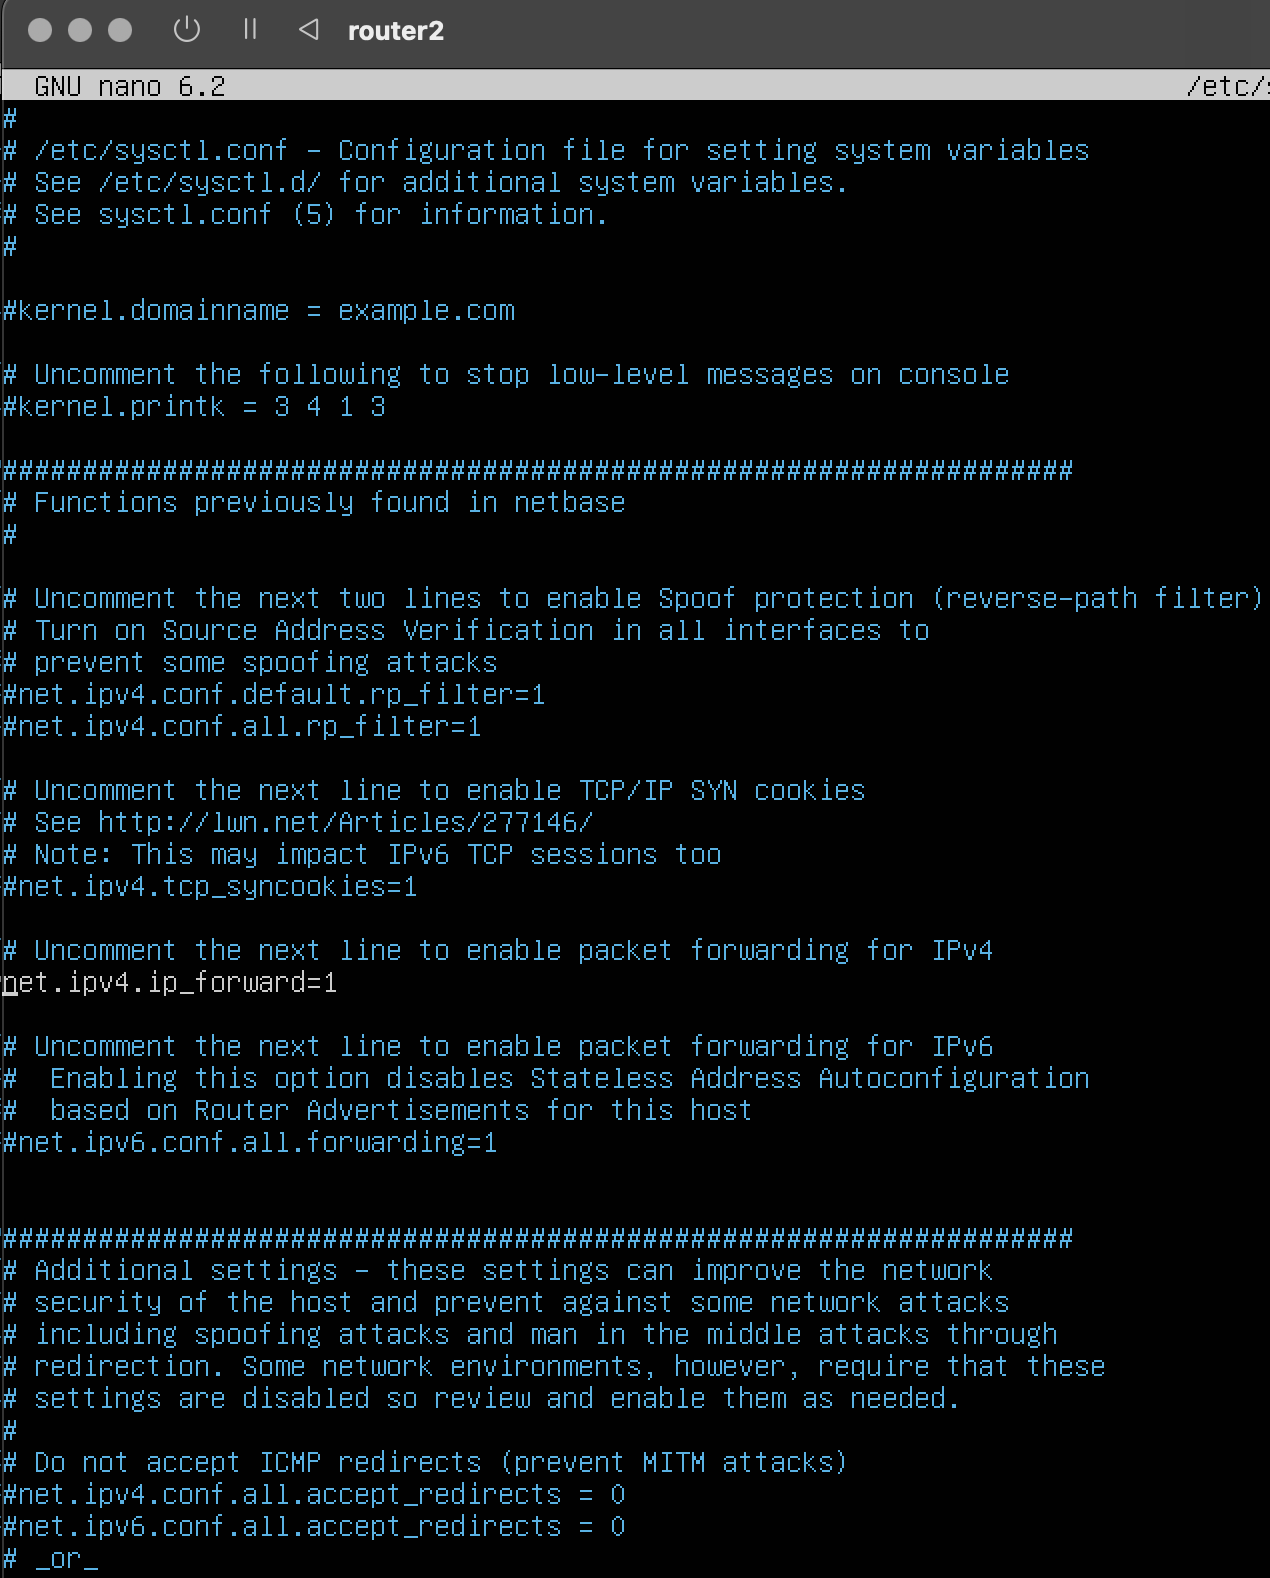 router2
GNU nano 6.2 /etc/s
#
# /etc/sysctl.conf - Configuration file for setting system variables
# See /etc/sysctl.d/ for additional system variables.
# See sysctl.conf (5) for information.
#
#kernel.domainname = example.com
# Uncomment the following to stop low-level messages on console
#kernel.printk = 3 4 1 3
###################################################################
# Functions previously found in netbase
#
# Uncomment the next two lines to enable Spoof protection (reverse-path filter)
# Turn on Source Address Verification in all interfaces to
# prevent some spoofing attacks
#net.ipv4.conf.default.rp_filter=1
#net.ipv4.conf.all.rp_filter=1
# Uncomment the next line to enable TCP/IP SYN cookies
# See http://lwn.net/Articles/277146/
# Note: This may impact IPv6 TCP sessions too
#net.ipv4.tcp_syncookies=1
# Uncomment the next line to enable packet forwarding for IPv4
net.ipv4.ip_forward=1
# Uncomment the next line to enable packet forwarding for IPv6
#  Enabling this option disables Stateless Address Autoconfiguration
#  based on Router Advertisements for this host
#net.ipv6.conf.all.forwarding=1
###################################################################
# Additional settings - these settings can improve the network
# security of the host and prevent against some network attacks
# including spoofing attacks and man in the middle attacks through
# redirection. Some network environments, however, require that these
# settings are disabled so review and enable them as needed.
#
# Do not accept ICMP redirects (prevent MITM attacks)
#net.ipv4.conf.all.accept_redirects = 0
#net.ipv6.conf.all.accept_redirects = 0
# _or_